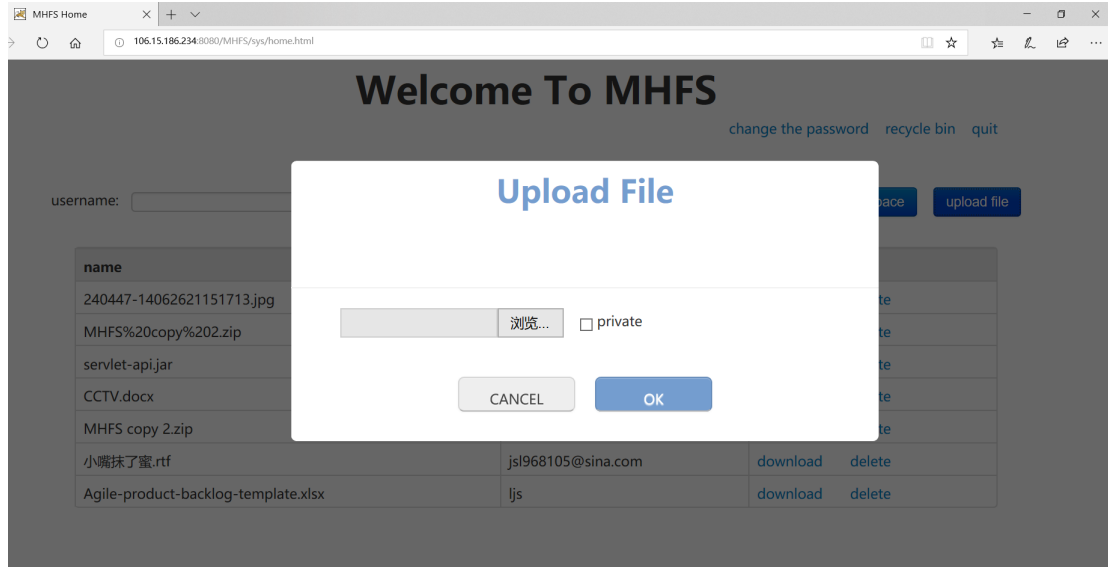 MHFS Home
106.15.186.234:8080/MHFS/sys/home.html
Welcome To MHFS
change the password recycle bin quit
Upload File
username:
upload file
name
240447-14062621151713.jpg
MHFS%20copy%202.zip
servlet-api.jar
浏览... private
CCTV.docx
CANCEL OK
MHFS copy 2.zip
小嘴抹了蜜.rtf jsl968105@sina.com download delete
Agile-product-backlog-template.xlsx ljs download delete